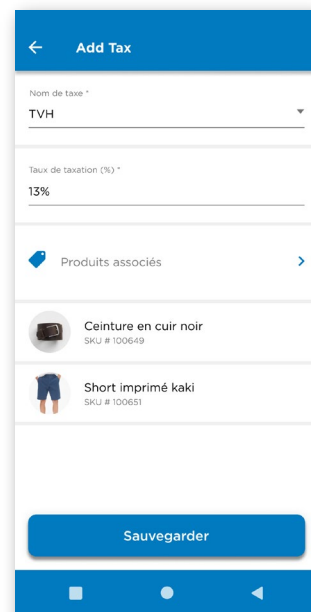 Add Tax
Nom de taxe *
TVH
Taux de taxation (%) *
13%
Produits associés
Ceinture en cuir noir
SKU # 100649
Short imprimé kaki
SKU # 100651
Sauvegarder